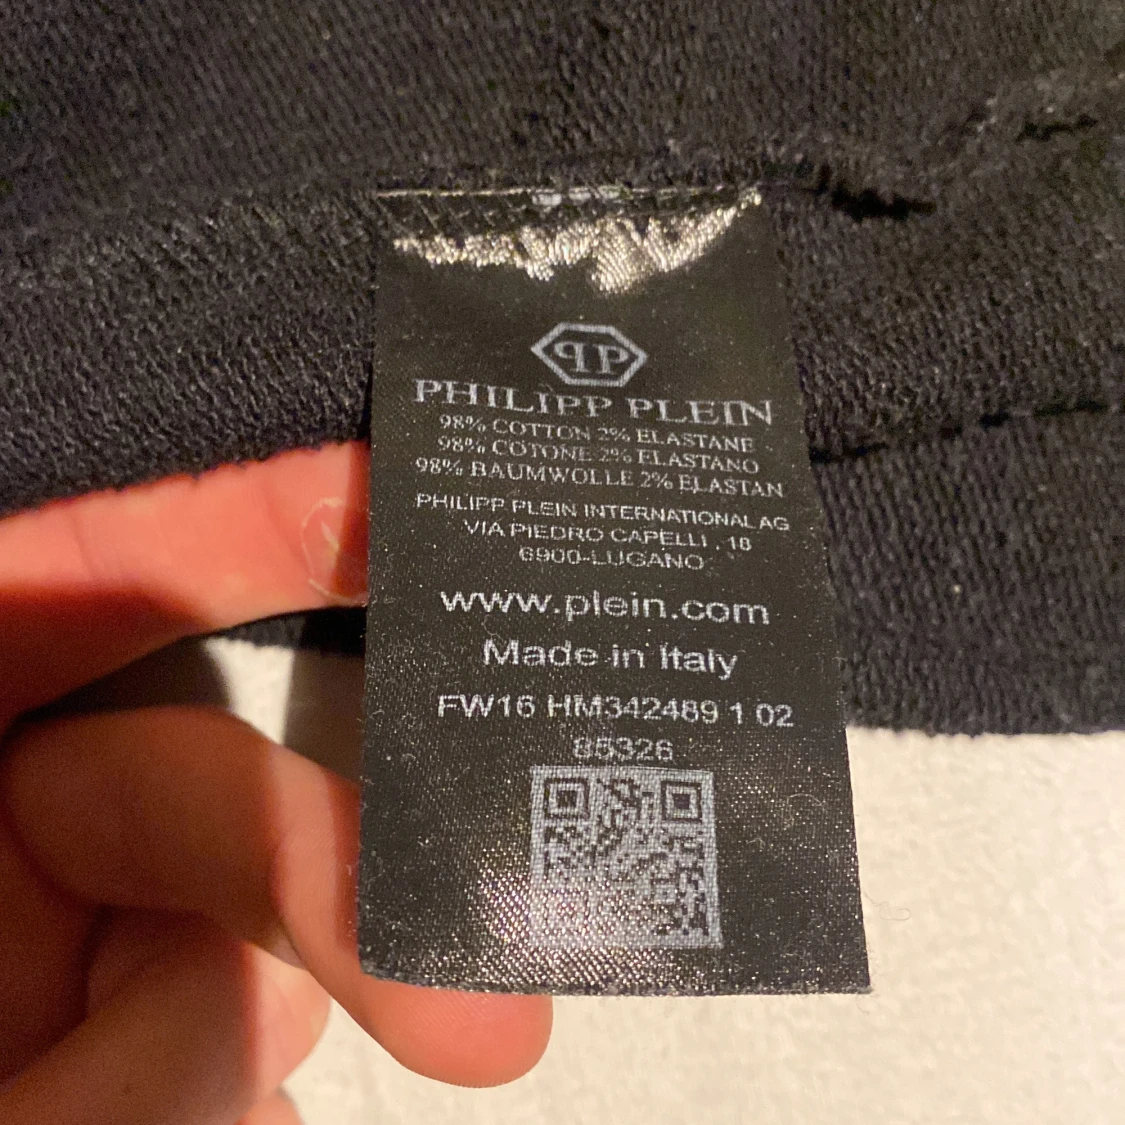 PHILIPP PLEIN
98% COTTON 2% ELASTANE
98% COTONE 2% ELASTANO
98% BAUMWOLLE 2% ELASTAN
PHILIPP PLEIN INTERNATIONAL AG
VIA PIEDRO CAPELLI . 18
6900-LUGANO
www.plein.com
Made in Italy
FW16 HM342489 1 02
85326